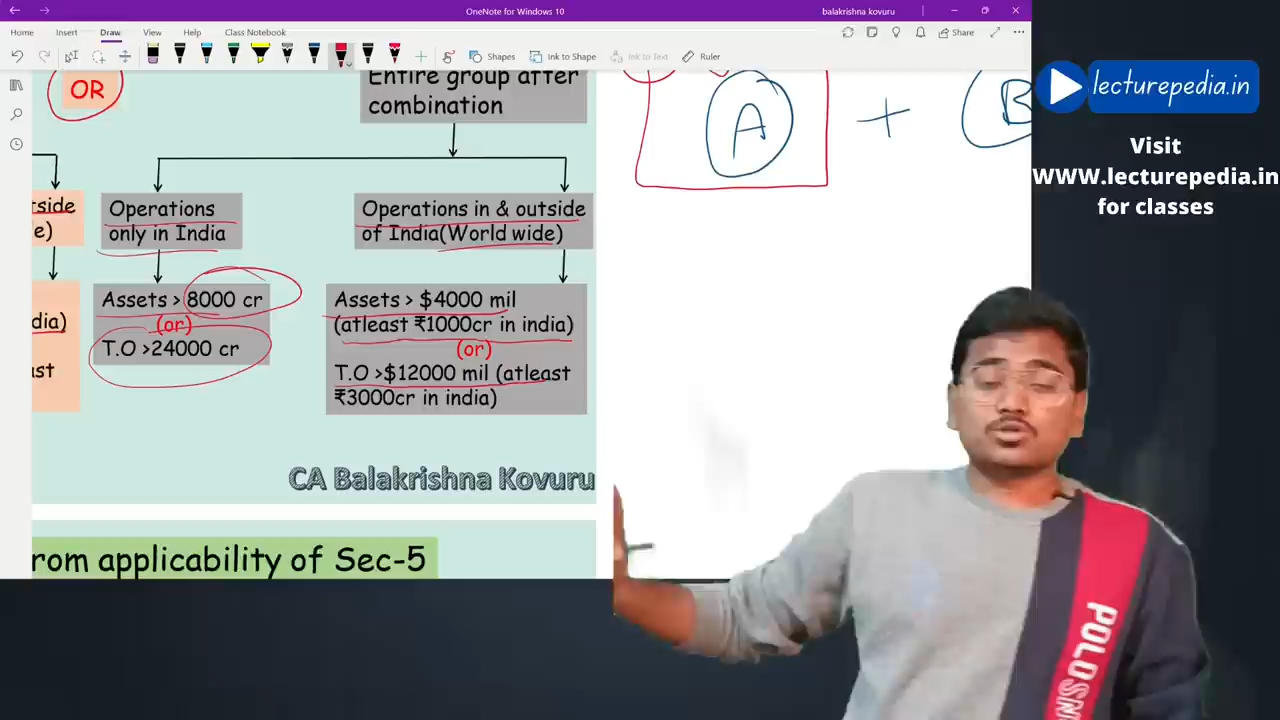 OneNote for Windows 10
balakrishna kovuru
Home Insert Draw View Help Class Notebook
Share
Shapes Ink to Shape Ink to Text Ruler
OR
Entire group after
combination
A + B
tside
e)
Operations
only in India
Operations in & outside
of India(World wide)
dia)
ast
Assets > 8000 cr
(or)
T.O >24000 cr
Assets > $4000 mil
(atleast ₹1000cr in india)
(or)
T.O >$12000 mil (atleast
₹3000cr in india)
CA Balakrishna Kovuru
rom applicability of Sec-5
lecturepedia.in
Visit
WWW.lecturepedia.in
for classes
POLO